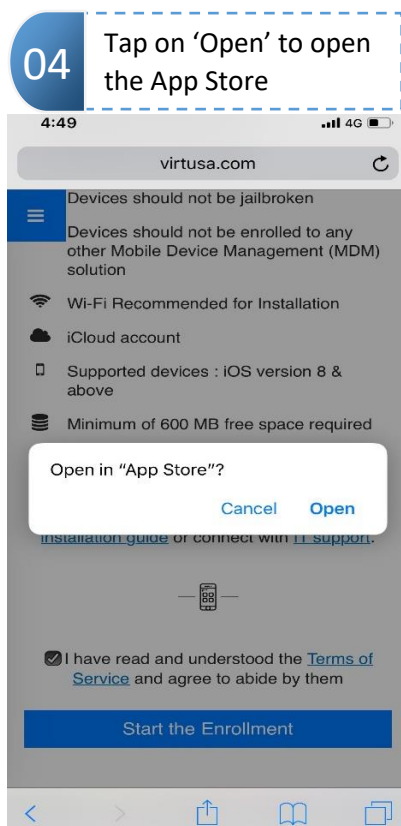 04
Tap on ‘Open’ to open
the App Store
4:49
4G
virtusa.com
Devices should not be jailbroken
Devices should not be enrolled to any
other Mobile Device Management (MDM)
solution
Wi-Fi Recommended for Installation
iCloud account
Supported devices : iOS version 8 &
above
Minimum of 600 MB free space required
Open in “App Store”?
Cancel Open
installation guide or connect with IT support.
I have read and understood the Terms of
Service and agree to abide by them
Start the Enrollment